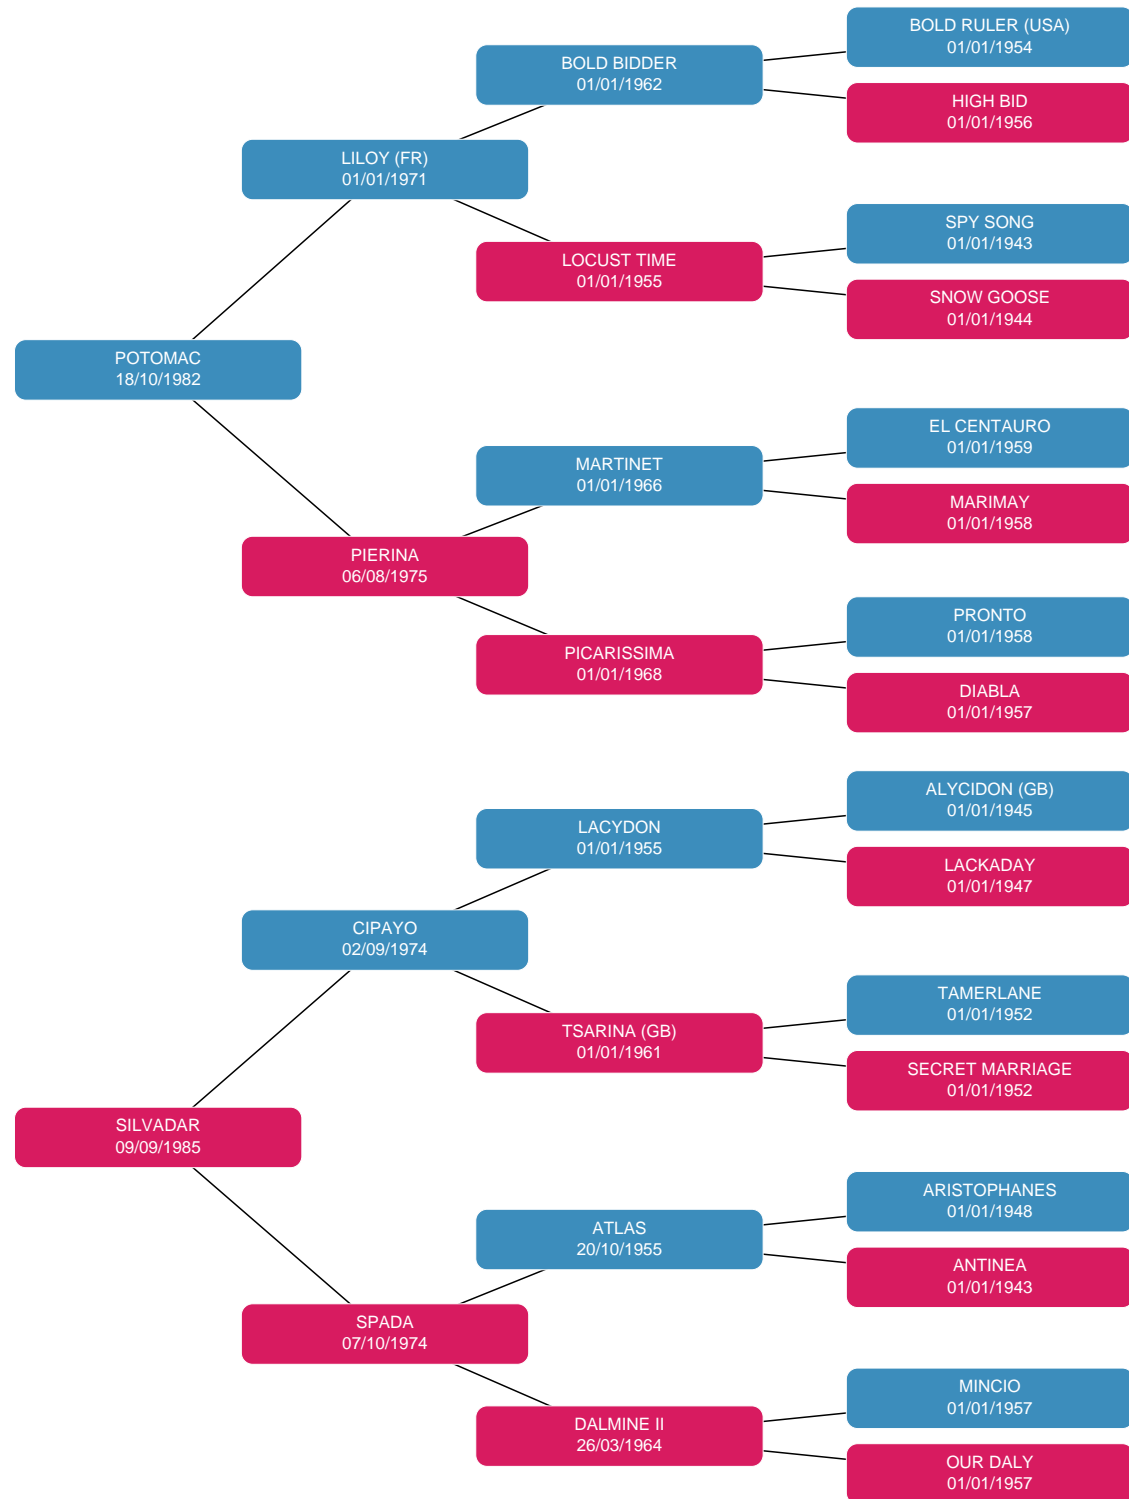 BOLD RULER (USA)
01/01/1954
BOLD BIDDER
01/01/1962
HIGH BID
01/01/1956
LILOY (FR)
01/01/1971
SPY SONG
01/01/1943
LOCUST TIME
01/01/1955
SNOW GOOSE
01/01/1944
POTOMAC
18/10/1982
EL CENTAURO
01/01/1959
MARTINET
01/01/1966
MARIMAY
01/01/1958
PIERINA
06/08/1975
PRONTO
01/01/1958
PICARISSIMA
01/01/1968
DIABLA
01/01/1957
ALYCIDON (GB)
01/01/1945
LACYDON
01/01/1955
LACKADAY
01/01/1947
CIPAYO
02/09/1974
TAMERLANE
01/01/1952
TSARINA (GB)
01/01/1961
SECRET MARRIAGE
01/01/1952
SILVADAR
09/09/1985
ARISTOPHANES
01/01/1948
ATLAS
20/10/1955
ANTINEA
01/01/1943
SPADA
07/10/1974
MINCIO
01/01/1957
DALMINE II
26/03/1964
OUR DALY
01/01/1957